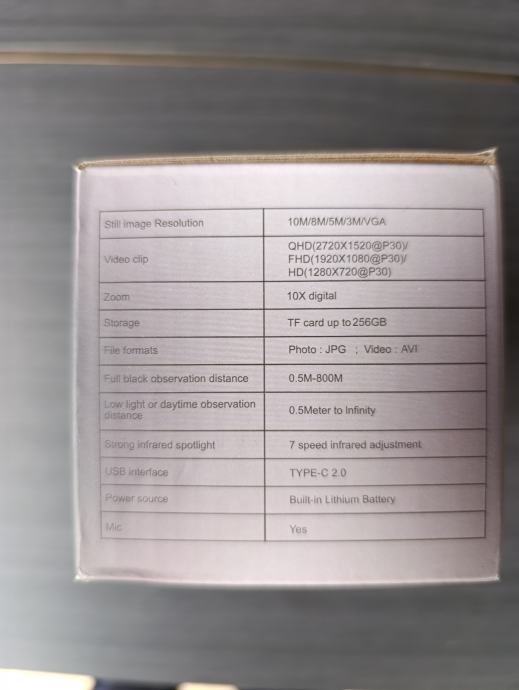 Still image Resolution
10M/8M/5M/3M/VGA
Video clip
QHD(2720X1520@P30)/
FHD(1920X1080@P30)/
HD(1280X720@P30)
Zoom
10X digital
Storage
TF card up to 256GB
File formats
Photo : JPG ; Video : AVI
Full black observation distance
0.5M-800M
Low light or daytime observation
distance
0.5Meter to Infinity
Strong infrared spotlight
7 speed infrared adjustment
USB interface
TYPE-C 2.0
Power source
Built-in Lithium Battery
Mic
Yes